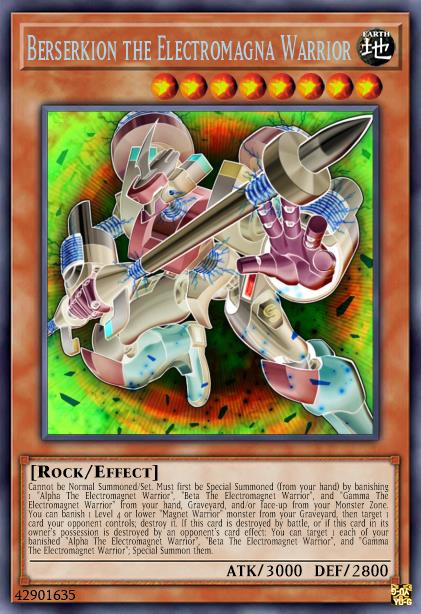 BERSERKION THE ELECTROMAGNA WARRIOR
EARTH
地
[ROCK/EFFECT]
Cannot be Normal Summoned/Set. Must first be Special Summoned (from your hand) by banishing
1 "Alpha The Electromagnet Warrior", "Beta The Electromagnet Warrior", and "Gamma The
Electromagnet Warrior" from your hand, Graveyard, and/or face-up from your Monster Zone.
You can banish 1 Level 4 or lower "Magnet Warrior" monster from your Graveyard, then target 1
card your opponent controls; destroy it. If this card is destroyed by battle, or if this card in its
owner's possession is destroyed by an opponent's card effect: You can target 1 each of your
banished "Alpha The Electromagnet Warrior", "Beta The Electromagnet Warrior", and "Gamma
The Electromagnet Warrior"; Special Summon them.
ATK/3000 DEF/2800
42901635